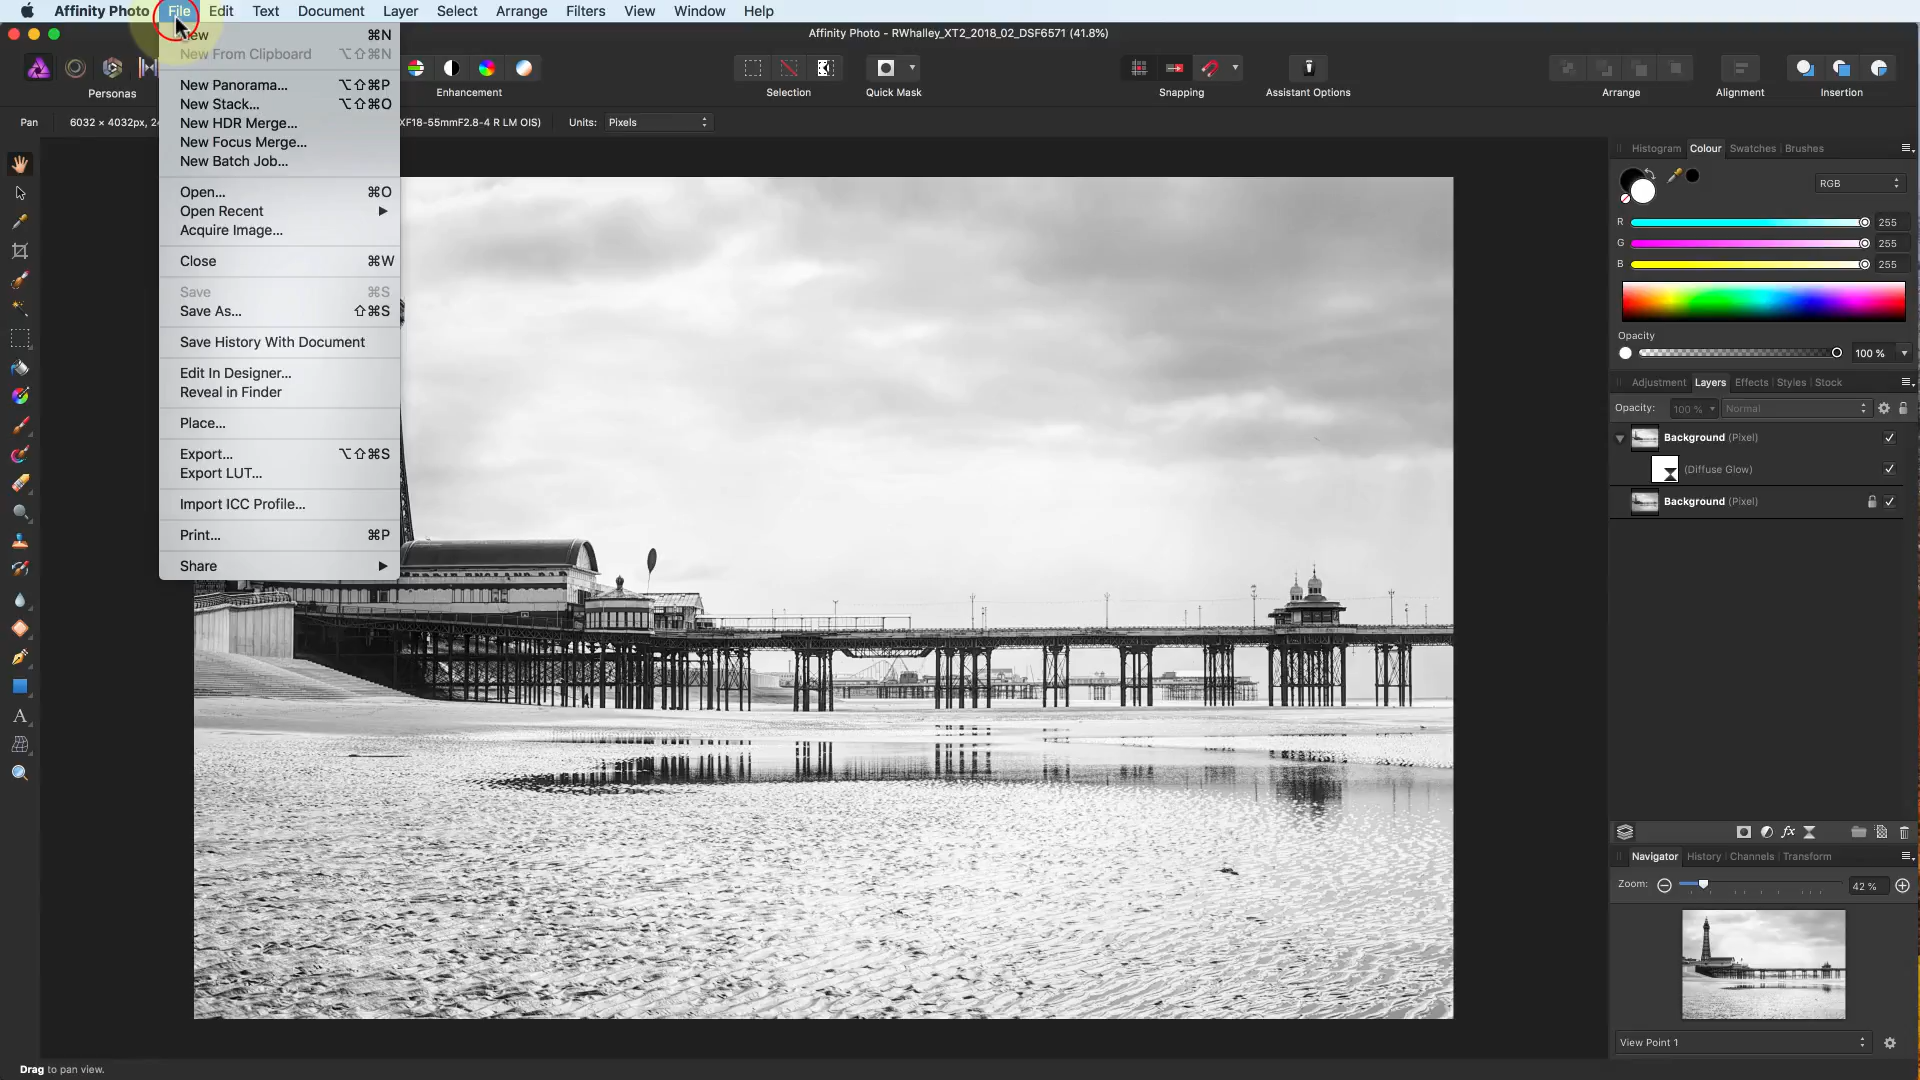 Affinity Photo File Edit Text Document Layer Select Arrange Filters View Window Help
Affinity Photo - RWhalley_XT2_2018_02_DSF6571 (41.8%)
New ⌘N
New From Clipboard ⌥⇧⌘N
New Panorama... ⌥⇧⌘P
New Stack... ⌥⇧⌘O
New HDR Merge...
New Focus Merge...
New Batch Job...
Open... ⌘O
Open Recent
Acquire Image...
Close ⌘W
Save ⌘S
Save As... ⇧⌘S
Save History With Document
Edit In Designer...
Reveal in Finder
Place...
Export... ⌥⇧⌘S
Export LUT...
Import ICC Profile...
Print... ⌘P
Share
Personas
Enhancement
Selection
Quick Mask
Snapping
Assistant Options
Arrange
Alignment
Insertion
Pan
6032 × 4032px,
XF18-55mmF2.8-4 R LM OIS)
Units: Pixels
Histogram Colour Swatches Brushes
RGB
R 255
G 255
B 255
Opacity
100 %
Adjustment Layers Effects Styles Stock
Opacity: 100 % Normal
Background (Pixel)
(Diffuse Glow)
Background (Pixel)
Navigator History Channels Transform
Zoom: 42 %
View Point 1
A
Drag to pan view.